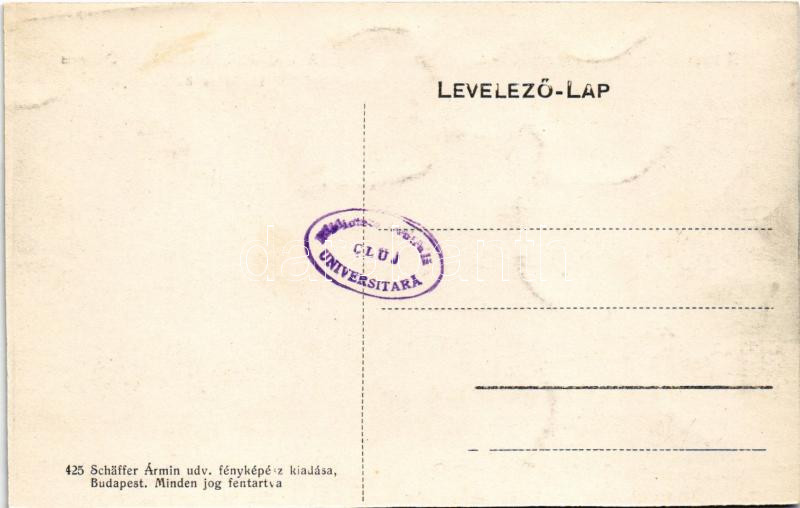 LEVELEZŐ-LAP
CLUJ
UNIVERSITARA
425 Schäffer Ármin udv. fényképész kiadása,
Budapest. Minden jog fentartva